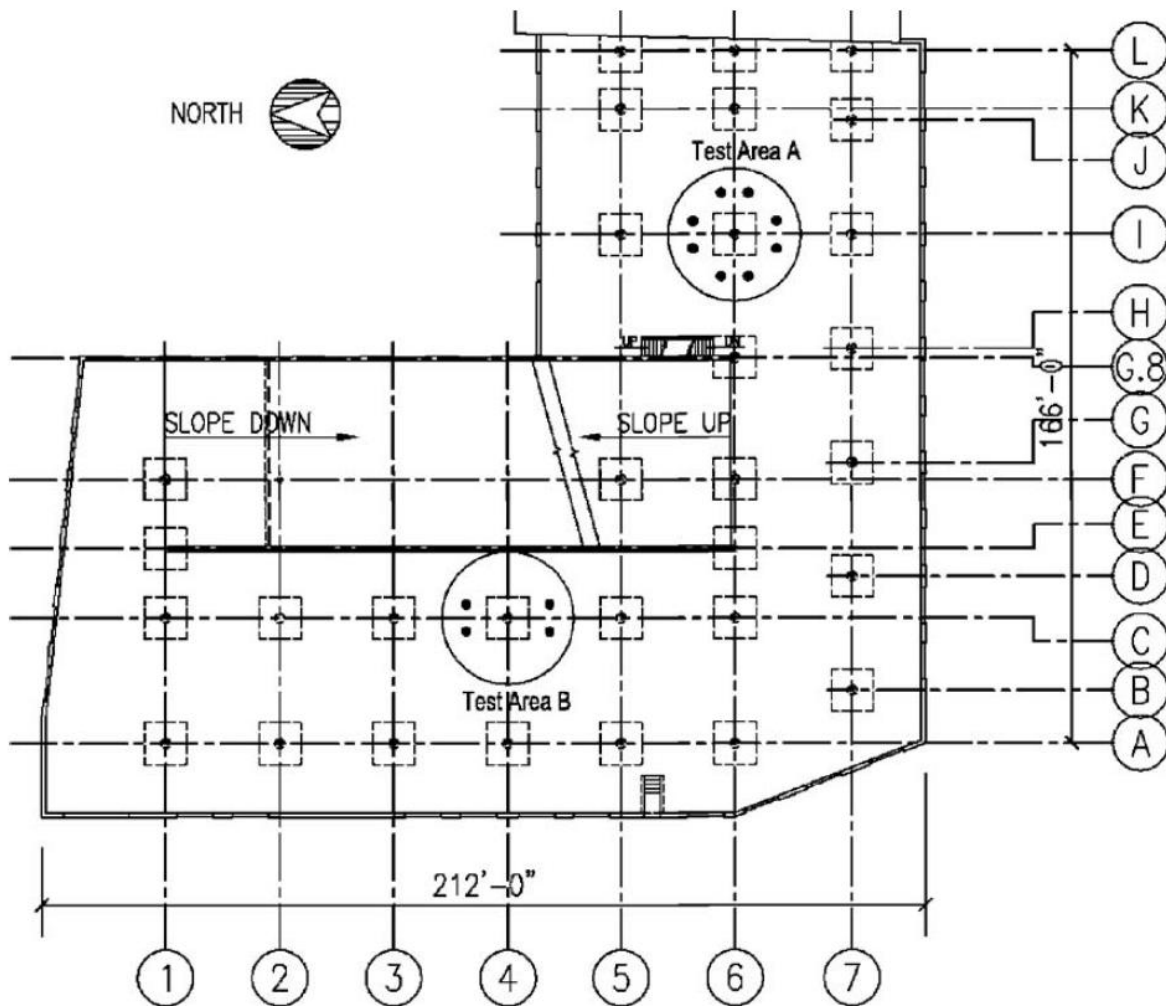 L
K
NORTH
J
Test Area A
I
H
UP
DN
G.8
166'-0"
G
SLOPE DOWN
SLOPE UP
F
E
D
C
B
Test Area B
A
212'-0"
1
2
3
4
5
6
7